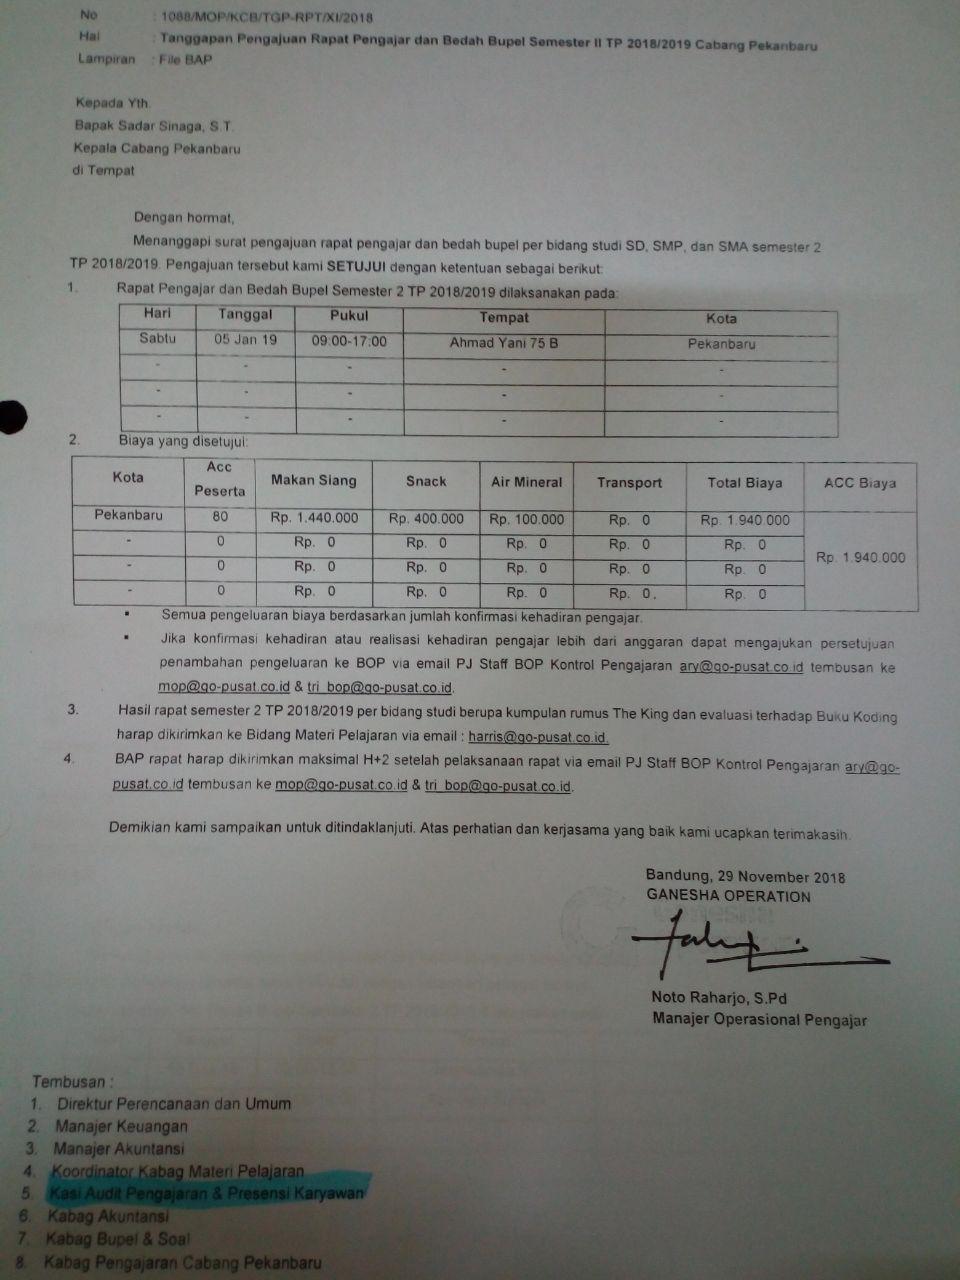 No : 1088/MOP/KCB/TGP-RPT/XI/2018
Hal : Tanggapan Pengajuan Rapat Pengajar dan Bedah Bupel Semester II TP 2018/2019 Cabang Pekanbaru
Lampiran : File BAP
Kepada Yth.
Bapak Sadar Sinaga, S.T.
Kepala Cabang Pekanbaru
di Tempat
Dengan hormat,
Menanggapi surat pengajuan rapat pengajar dan bedah bupel per bidang studi SD, SMP, dan SMA semester 2
TP 2018/2019. Pengajuan tersebut kami SETUJUI dengan ketentuan sebagai berikut:
1. Rapat Pengajar dan Bedah Bupel Semester 2 TP 2018/2019 dilaksanakan pada:
Hari Tanggal Pukul Tempat Kota
Sabtu 05 Jan 19 09:00-17:00 Ahmad Yani 75 B Pekanbaru
- - - - -
- - - - -
- - - - -
2. Biaya yang disetujui:
Kota Acc Peserta Makan Siang Snack Air Mineral Transport Total Biaya ACC Biaya
Pekanbaru 80 Rp. 1.440.000 Rp. 400.000 Rp. 100.000 Rp. 0 Rp. 1.940.000 Rp. 1.940.000
- 0 Rp. 0 Rp. 0 Rp. 0 Rp. 0 Rp. 0
- 0 Rp. 0 Rp. 0 Rp. 0 Rp. 0 Rp. 0
- 0 Rp. 0 Rp. 0 Rp. 0 Rp. 0 Rp. 0
▪ Semua pengeluaran biaya berdasarkan jumlah konfirmasi kehadiran pengajar.
▪ Jika konfirmasi kehadiran atau realisasi kehadiran pengajar lebih dari anggaran dapat mengajukan persetujuan
penambahan pengeluaran ke BOP via email PJ Staff BOP Kontrol Pengajaran ary@go-pusat.co.id tembusan ke
mop@go-pusat.co.id & tri_bop@go-pusat.co.id.
3. Hasil rapat semester 2 TP 2018/2019 per bidang studi berupa kumpulan rumus The King dan evaluasi terhadap Buku Koding
harap dikirimkan ke Bidang Materi Pelajaran via email : harris@go-pusat.co.id.
4. BAP rapat harap dikirimkan maksimal H+2 setelah pelaksanaan rapat via email PJ Staff BOP Kontrol Pengajaran ary@go-
pusat.co.id tembusan ke mop@go-pusat.co.id & tri_bop@go-pusat.co.id.
Demikian kami sampaikan untuk ditindaklanjuti. Atas perhatian dan kerjasama yang baik kami ucapkan terimakasih.
Bandung, 29 November 2018
GANESHA OPERATION
Noto Raharjo, S.Pd
Manajer Operasional Pengajar
Tembusan :
1. Direktur Perencanaan dan Umum
2. Manajer Keuangan
3. Manajer Akuntansi
4. Koordinator Kabag Materi Pelajaran
5. Kasi Audit Pengajaran & Presensi Karyawan
6. Kabag Akuntansi
7. Kabag Bupel & Soal
8. Kabag Pengajaran Cabang Pekanbaru